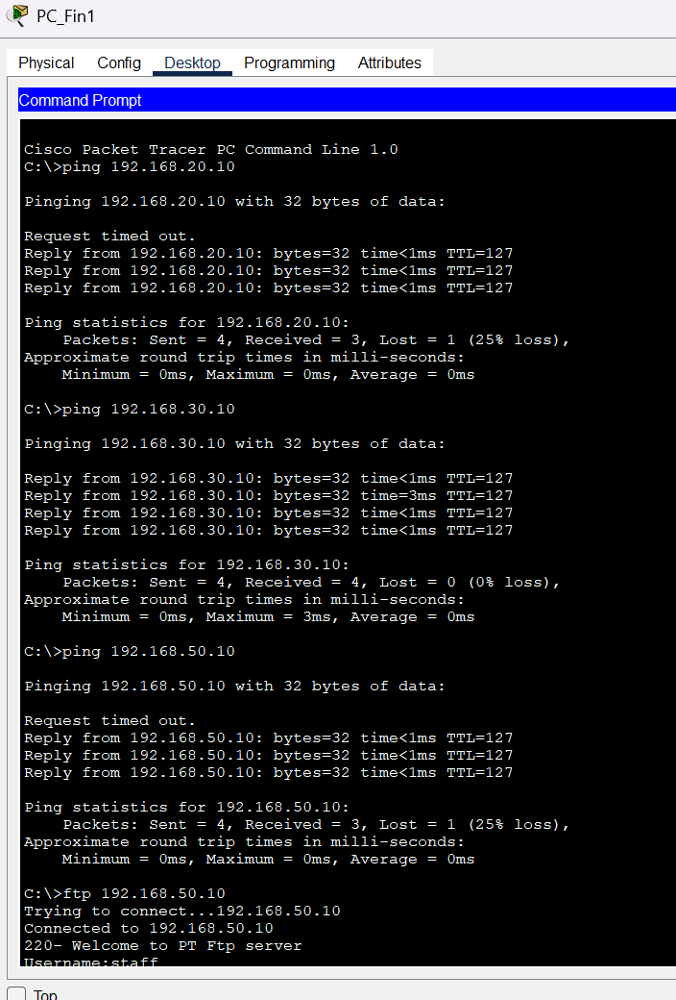 PC_Fin1
Physical Config Desktop Programming Attributes
Command Prompt
Cisco Packet Tracer PC Command Line 1.0
C:\>ping 192.168.20.10
Pinging 192.168.20.10 with 32 bytes of data:
Request timed out.
Reply from 192.168.20.10: bytes=32 time<1ms TTL=127
Reply from 192.168.20.10: bytes=32 time<1ms TTL=127
Reply from 192.168.20.10: bytes=32 time<1ms TTL=127
Ping statistics for 192.168.20.10:
Packets: Sent = 4, Received = 3, Lost = 1 (25% loss),
Approximate round trip times in milli-seconds:
Minimum = 0ms, Maximum = 0ms, Average = 0ms
C:\>ping 192.168.30.10
Pinging 192.168.30.10 with 32 bytes of data:
Reply from 192.168.30.10: bytes=32 time<1ms TTL=127
Reply from 192.168.30.10: bytes=32 time=3ms TTL=127
Reply from 192.168.30.10: bytes=32 time<1ms TTL=127
Reply from 192.168.30.10: bytes=32 time<1ms TTL=127
Ping statistics for 192.168.30.10:
Packets: Sent = 4, Received = 4, Lost = 0 (0% loss),
Approximate round trip times in milli-seconds:
Minimum = 0ms, Maximum = 3ms, Average = 0ms
C:\>ping 192.168.50.10
Pinging 192.168.50.10 with 32 bytes of data:
Request timed out.
Reply from 192.168.50.10: bytes=32 time<1ms TTL=127
Reply from 192.168.50.10: bytes=32 time<1ms TTL=127
Reply from 192.168.50.10: bytes=32 time<1ms TTL=127
Ping statistics for 192.168.50.10:
Packets: Sent = 4, Received = 3, Lost = 1 (25% loss),
Approximate round trip times in milli-seconds:
Minimum = 0ms, Maximum = 0ms, Average = 0ms
C:\>ftp 192.168.50.10
Trying to connect...192.168.50.10
Connected to 192.168.50.10
220- Welcome to PT Ftp server
Username:staff
Top